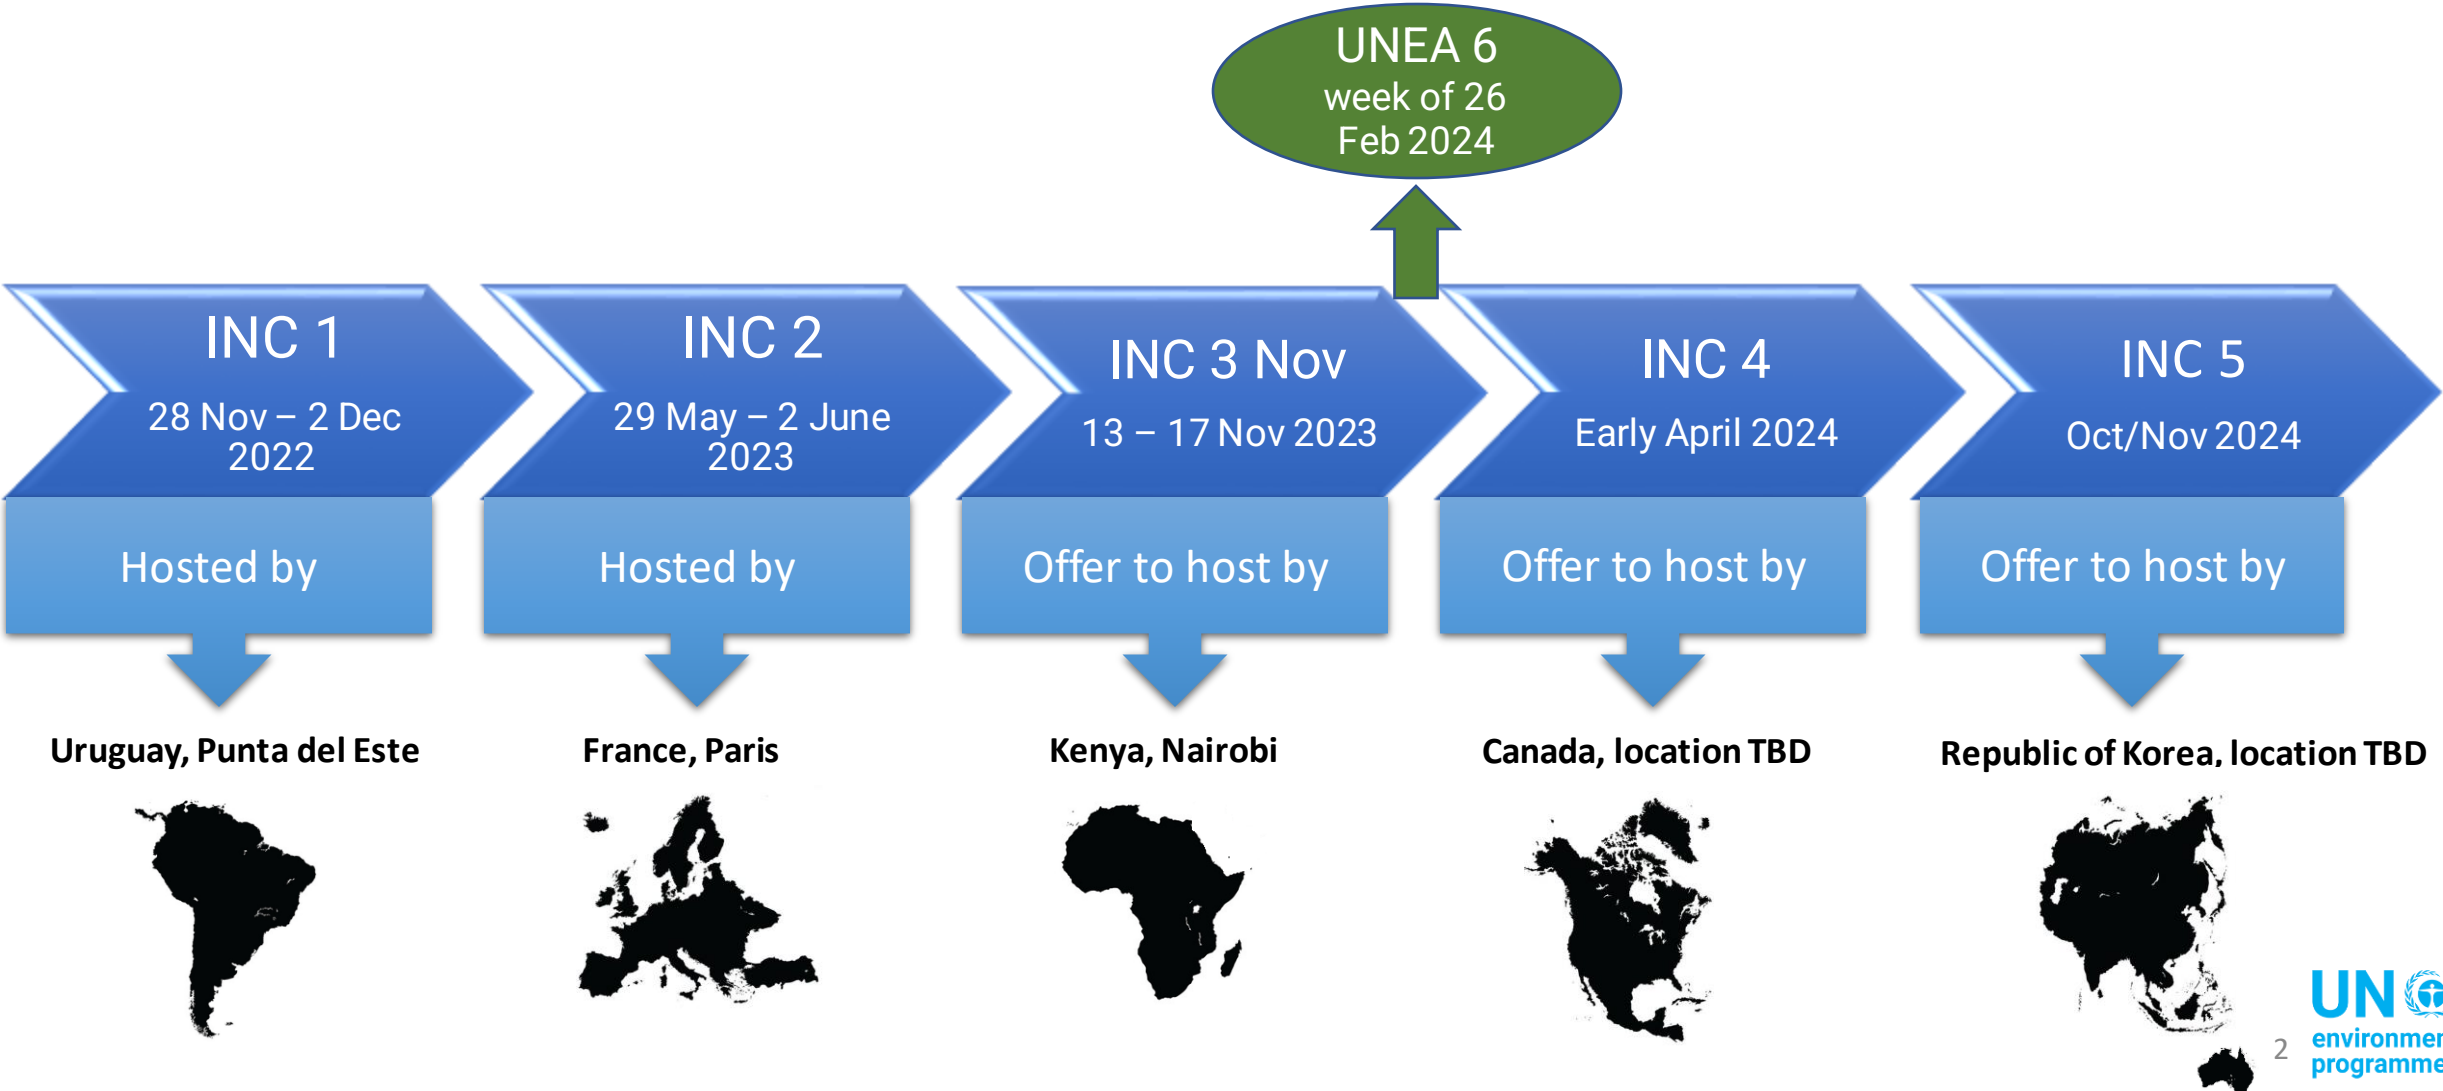 UNEA 6
week of 26
Feb 2024
INC 1
28 Nov – 2 Dec
2022
INC 2
29 May – 2 June
2023
INC 3 Nov
13 – 17 Nov 2023
INC 4
Early April 2024
INC 5
Oct/Nov 2024
Hosted by
Hosted by
Offer to host by
Offer to host by
Offer to host by
Uruguay, Punta del Este
France, Paris
Kenya, Nairobi
Canada, location TBD
Republic of Korea, location TBD
2
UN
environmen
programme